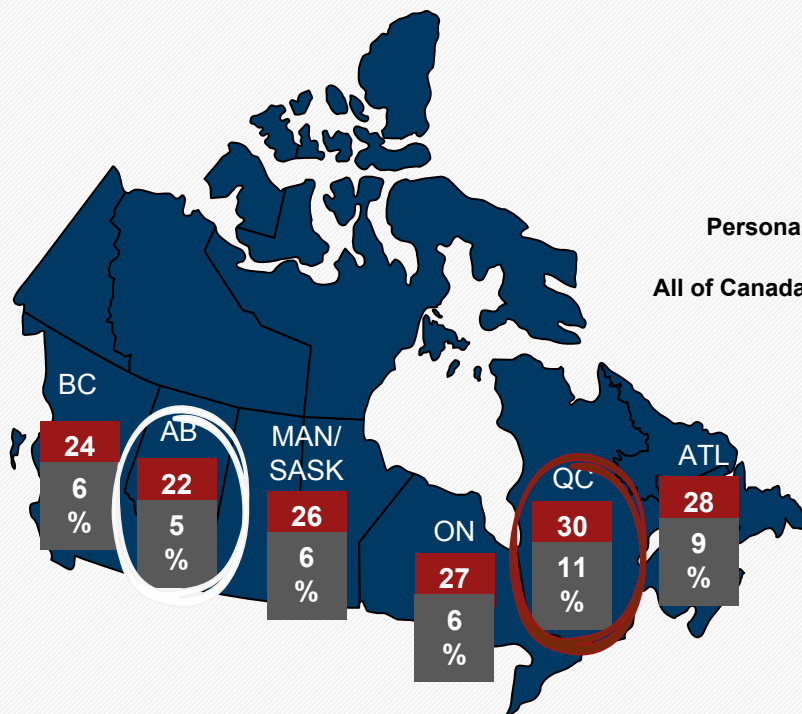 Persona
All of Canada
BC
24
6
%
AB
22
5
%
MAN/
SASK
26
6
%
ON
27
6
%
QC
30
11
%
ATL
28
9
%